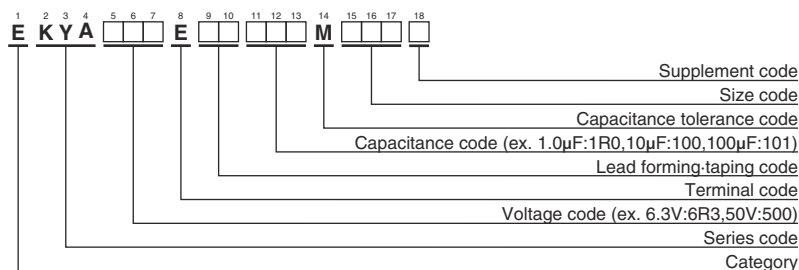 1 2 3 4 5 6 7 8 9 10 11 12 13 14 15 16 17 18
E K Y A E M
Supplement code
Size code
Capacitance tolerance code
Capacitance code (ex. 1.0μF:1R0,10μF:100,100μF:101)
Lead forming·taping code
Terminal code
Voltage code (ex. 6.3V:6R3,50V:500)
Series code
Category